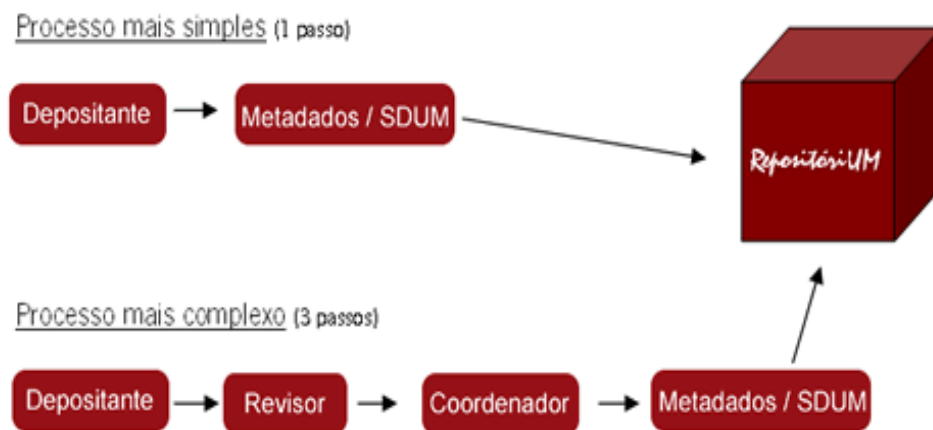 Processo mais simples (1 passo)
Depositante
Metadados / SDUM
RepositóriUM
Processo mais complexo (3 passos)
Depositante
Revisor
Coordenador
Metadados / SDUM